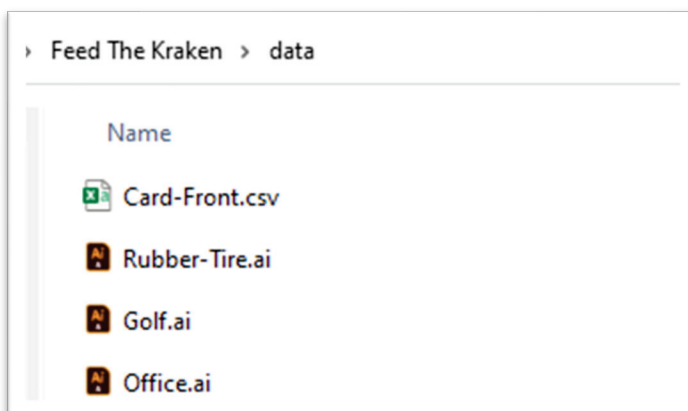 › Feed The Kraken › data
Name
Card-Front.csv
Rubber-Tire.ai
Golf.ai
Office.ai